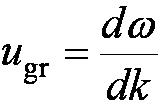 u_gr = dω/dk